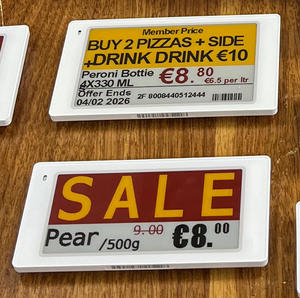 Member Price
BUY 2 PIZZAS + SIDE
+DRINK DRINK €10
Peroni Bottie €8.80
4X330 ML €6.5 per ltr
Offer Ends
04/02 2026 2F 8008440512444
SALE
Pear /500g 9.00 €8.00